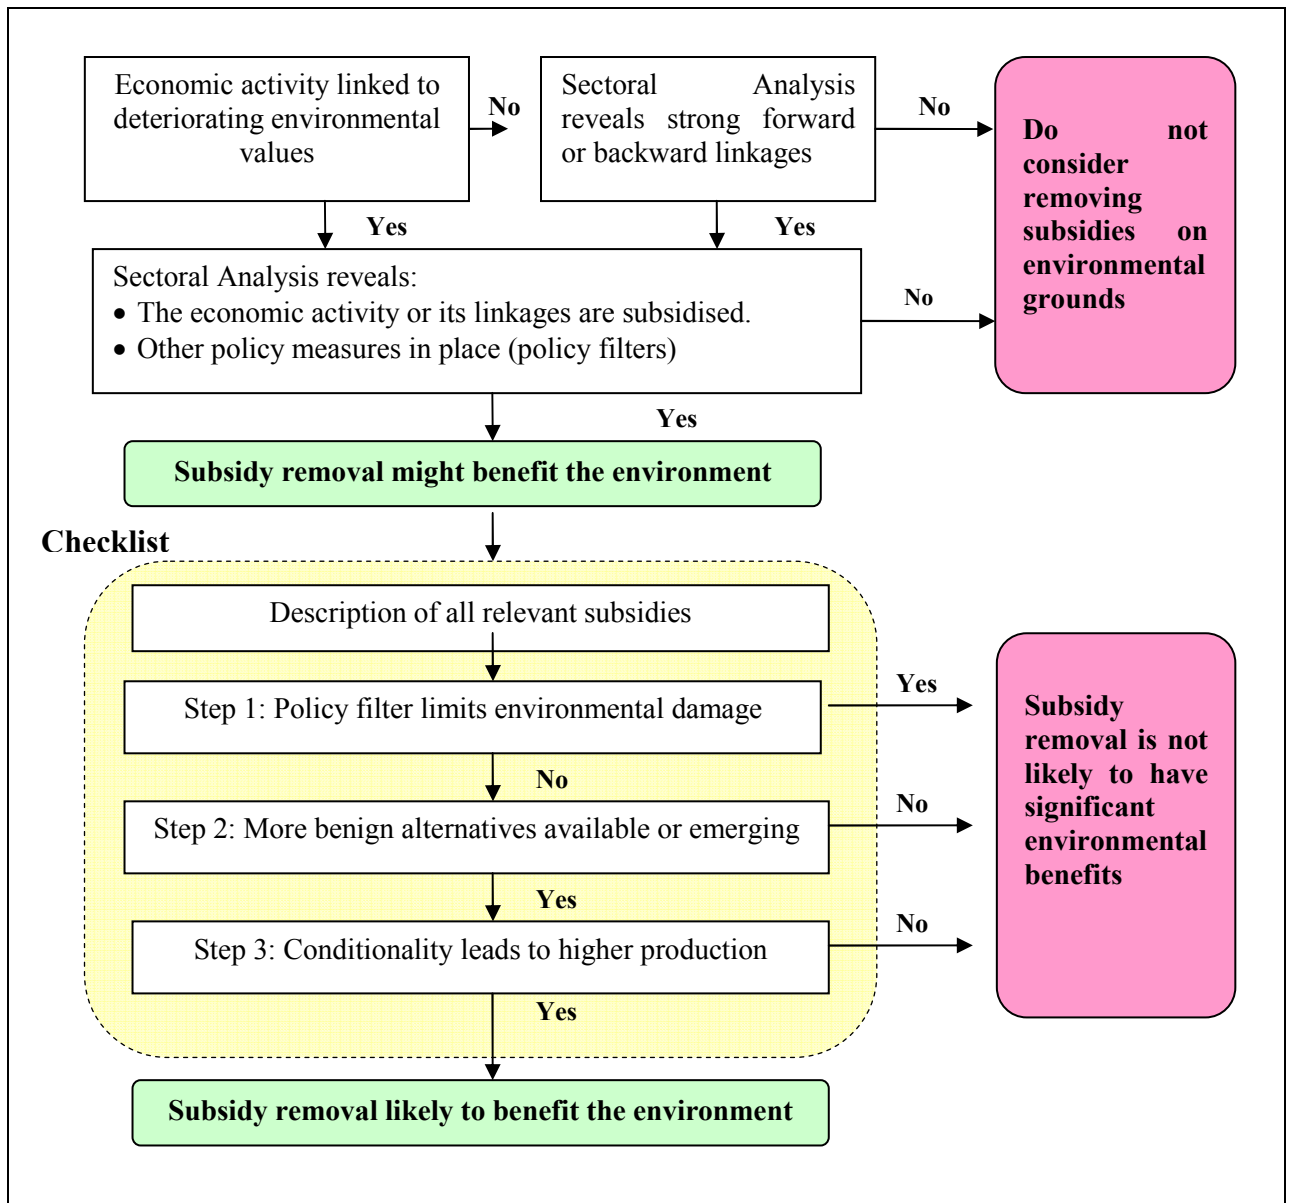 Economic activity linked to
deteriorating environmental
values
No
Sectoral Analysis
reveals strong forward
or backward linkages
No
Do not
consider
removing
subsidies on
environmental
grounds
Yes
Yes
Sectoral Analysis reveals:
• The economic activity or its linkages are subsidised.
• Other policy measures in place (policy filters)
No
Yes
Subsidy removal might benefit the environment
Checklist
Description of all relevant subsidies
Step 1: Policy filter limits environmental damage
Yes
No
Step 2: More benign alternatives available or emerging
No
Yes
Step 3: Conditionality leads to higher production
No
Yes
Subsidy
removal is not
likely to have
significant
environmental
benefits
Subsidy removal likely to benefit the environment